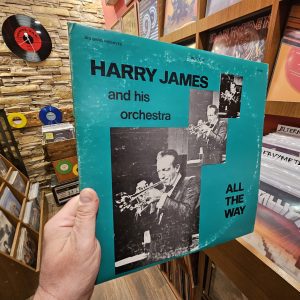 HARRY JAMES
and his
orchestra
ALL
THE
WAY